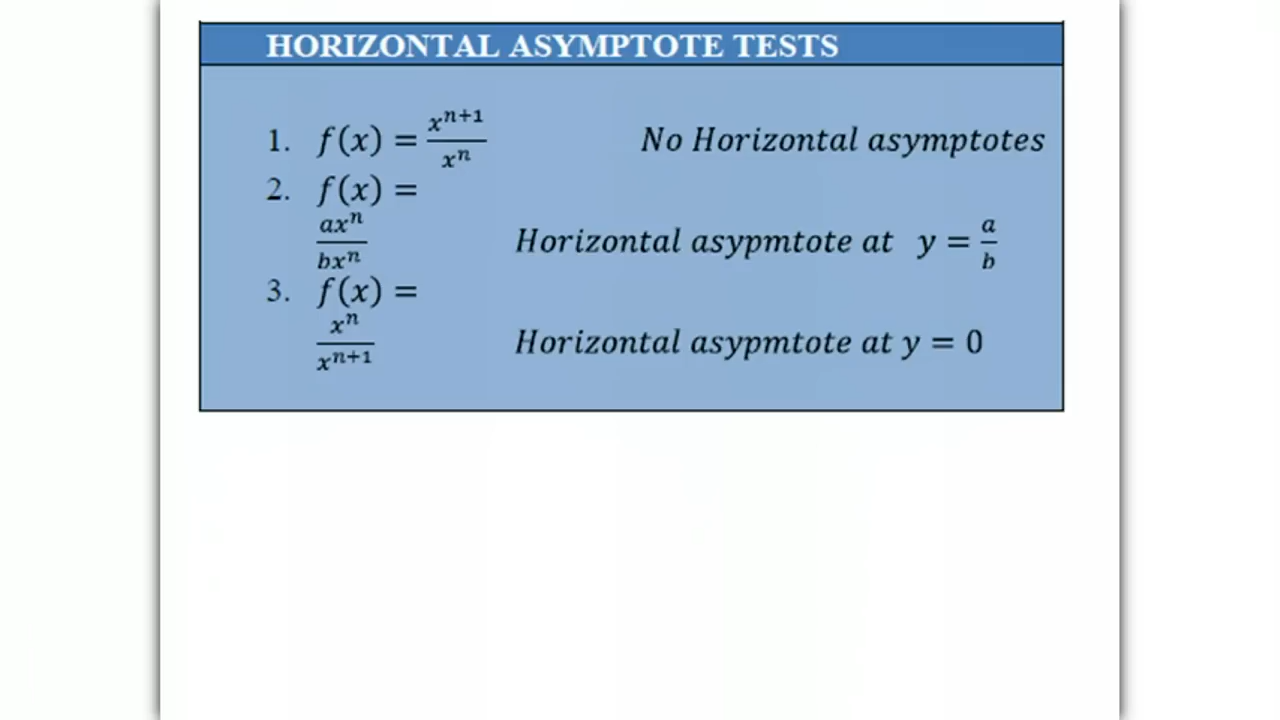 HORIZONTAL ASYMPTOTE TESTS
1. f(x) = x^{n+1}/x^n No Horizontal asymptotes
2. f(x) =
ax^n/bx^n Horizontal asypmtote at y = a/b
3. f(x) =
x^n/x^{n+1} Horizontal asypmtote at y = 0